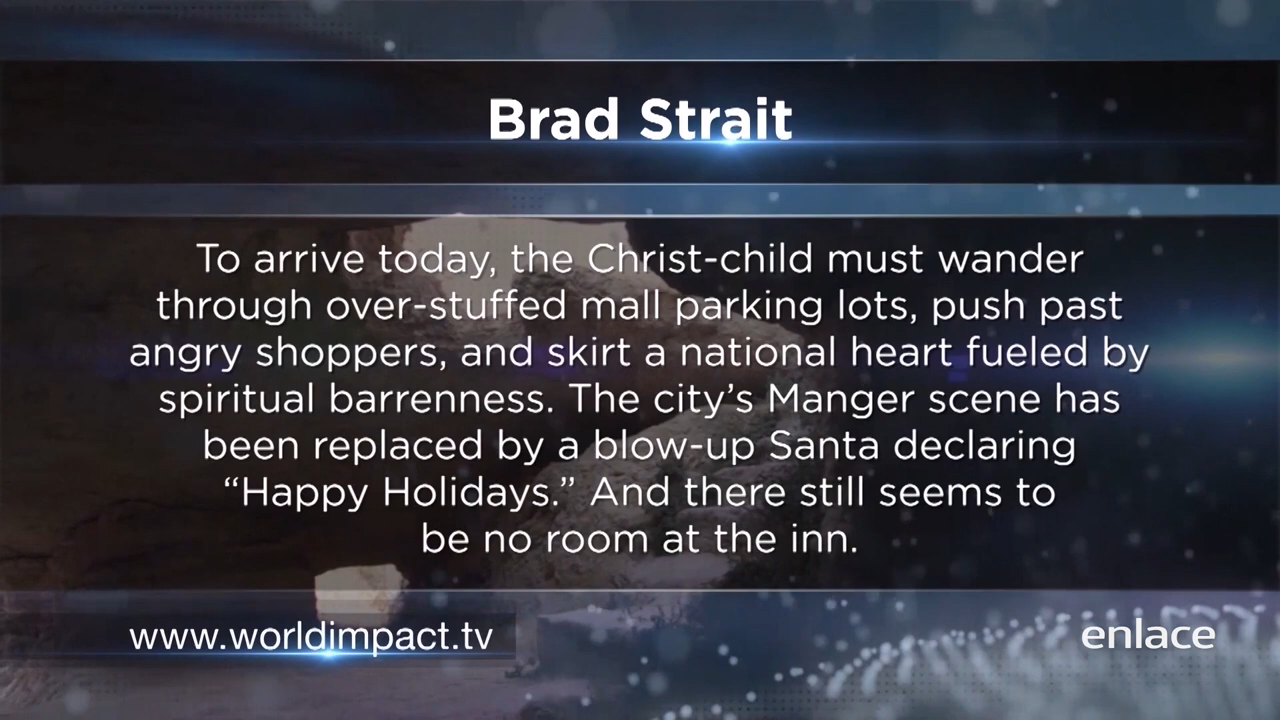 Brad Strait
To arrive today, the Christ-child must wander
through over-stuffed mall parking lots, push past
angry shoppers, and skirt a national heart fueled by
spiritual barrenness. The city’s Manger scene has
been replaced by a blow-up Santa declaring
“Happy Holidays.” And there still seems to
be no room at the inn.
www.worldimpact.tv
enlace